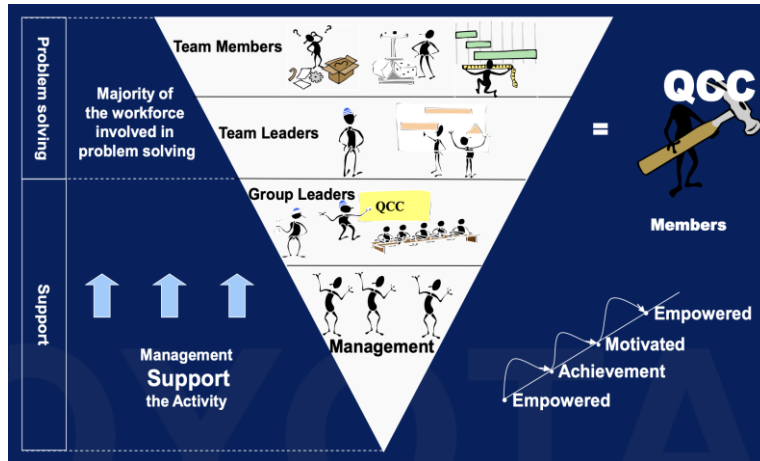 Problem solving
Majority of
the workforce
involved in
problem solving
Team Members
? ?
Team Leaders
Group Leaders
QCC
=
QCC
Members
Support
Management
Support
the Activity
Management
Empowered
Motivated
Achievement
Empowered
TOYOTA